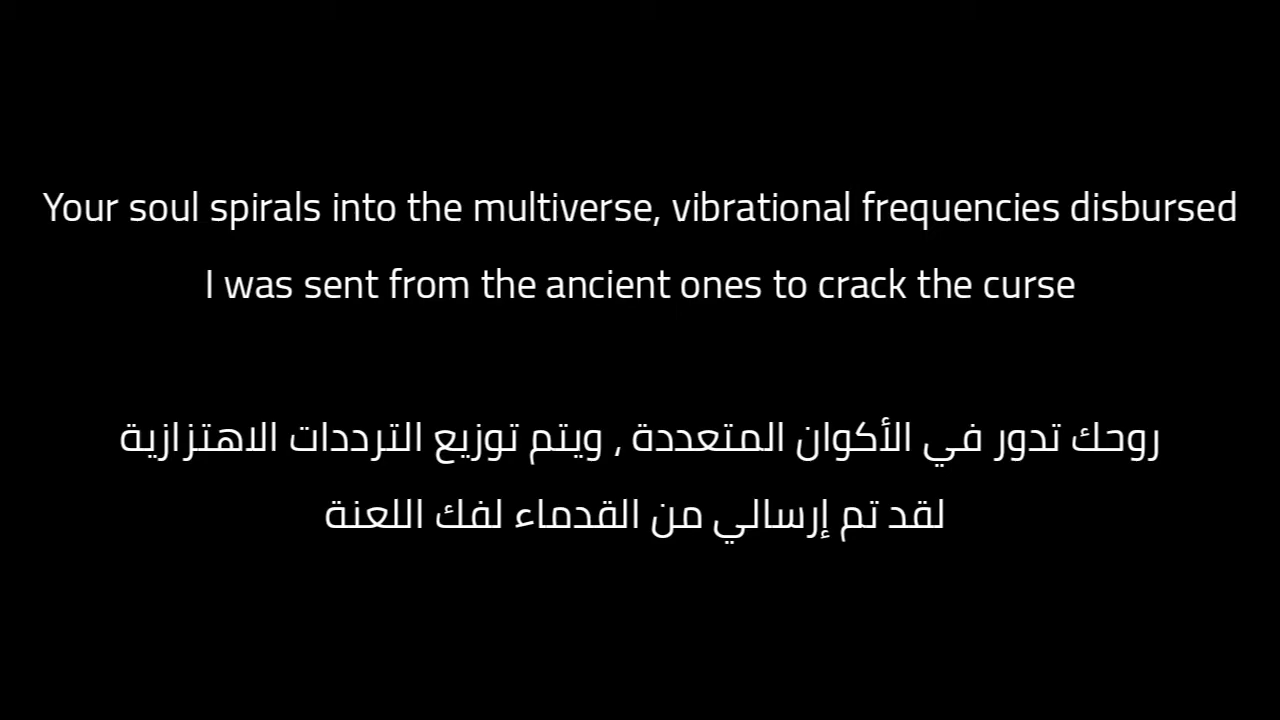 Your soul spirals into the multiverse, vibrational frequencies disbursed
I was sent from the ancient ones to crack the curse
روحك تدور في الأكوان المتعددة , ويتم توزيع الترددات الاهتزازية
لقد تم إرسالي من القدماء لفك اللعنة